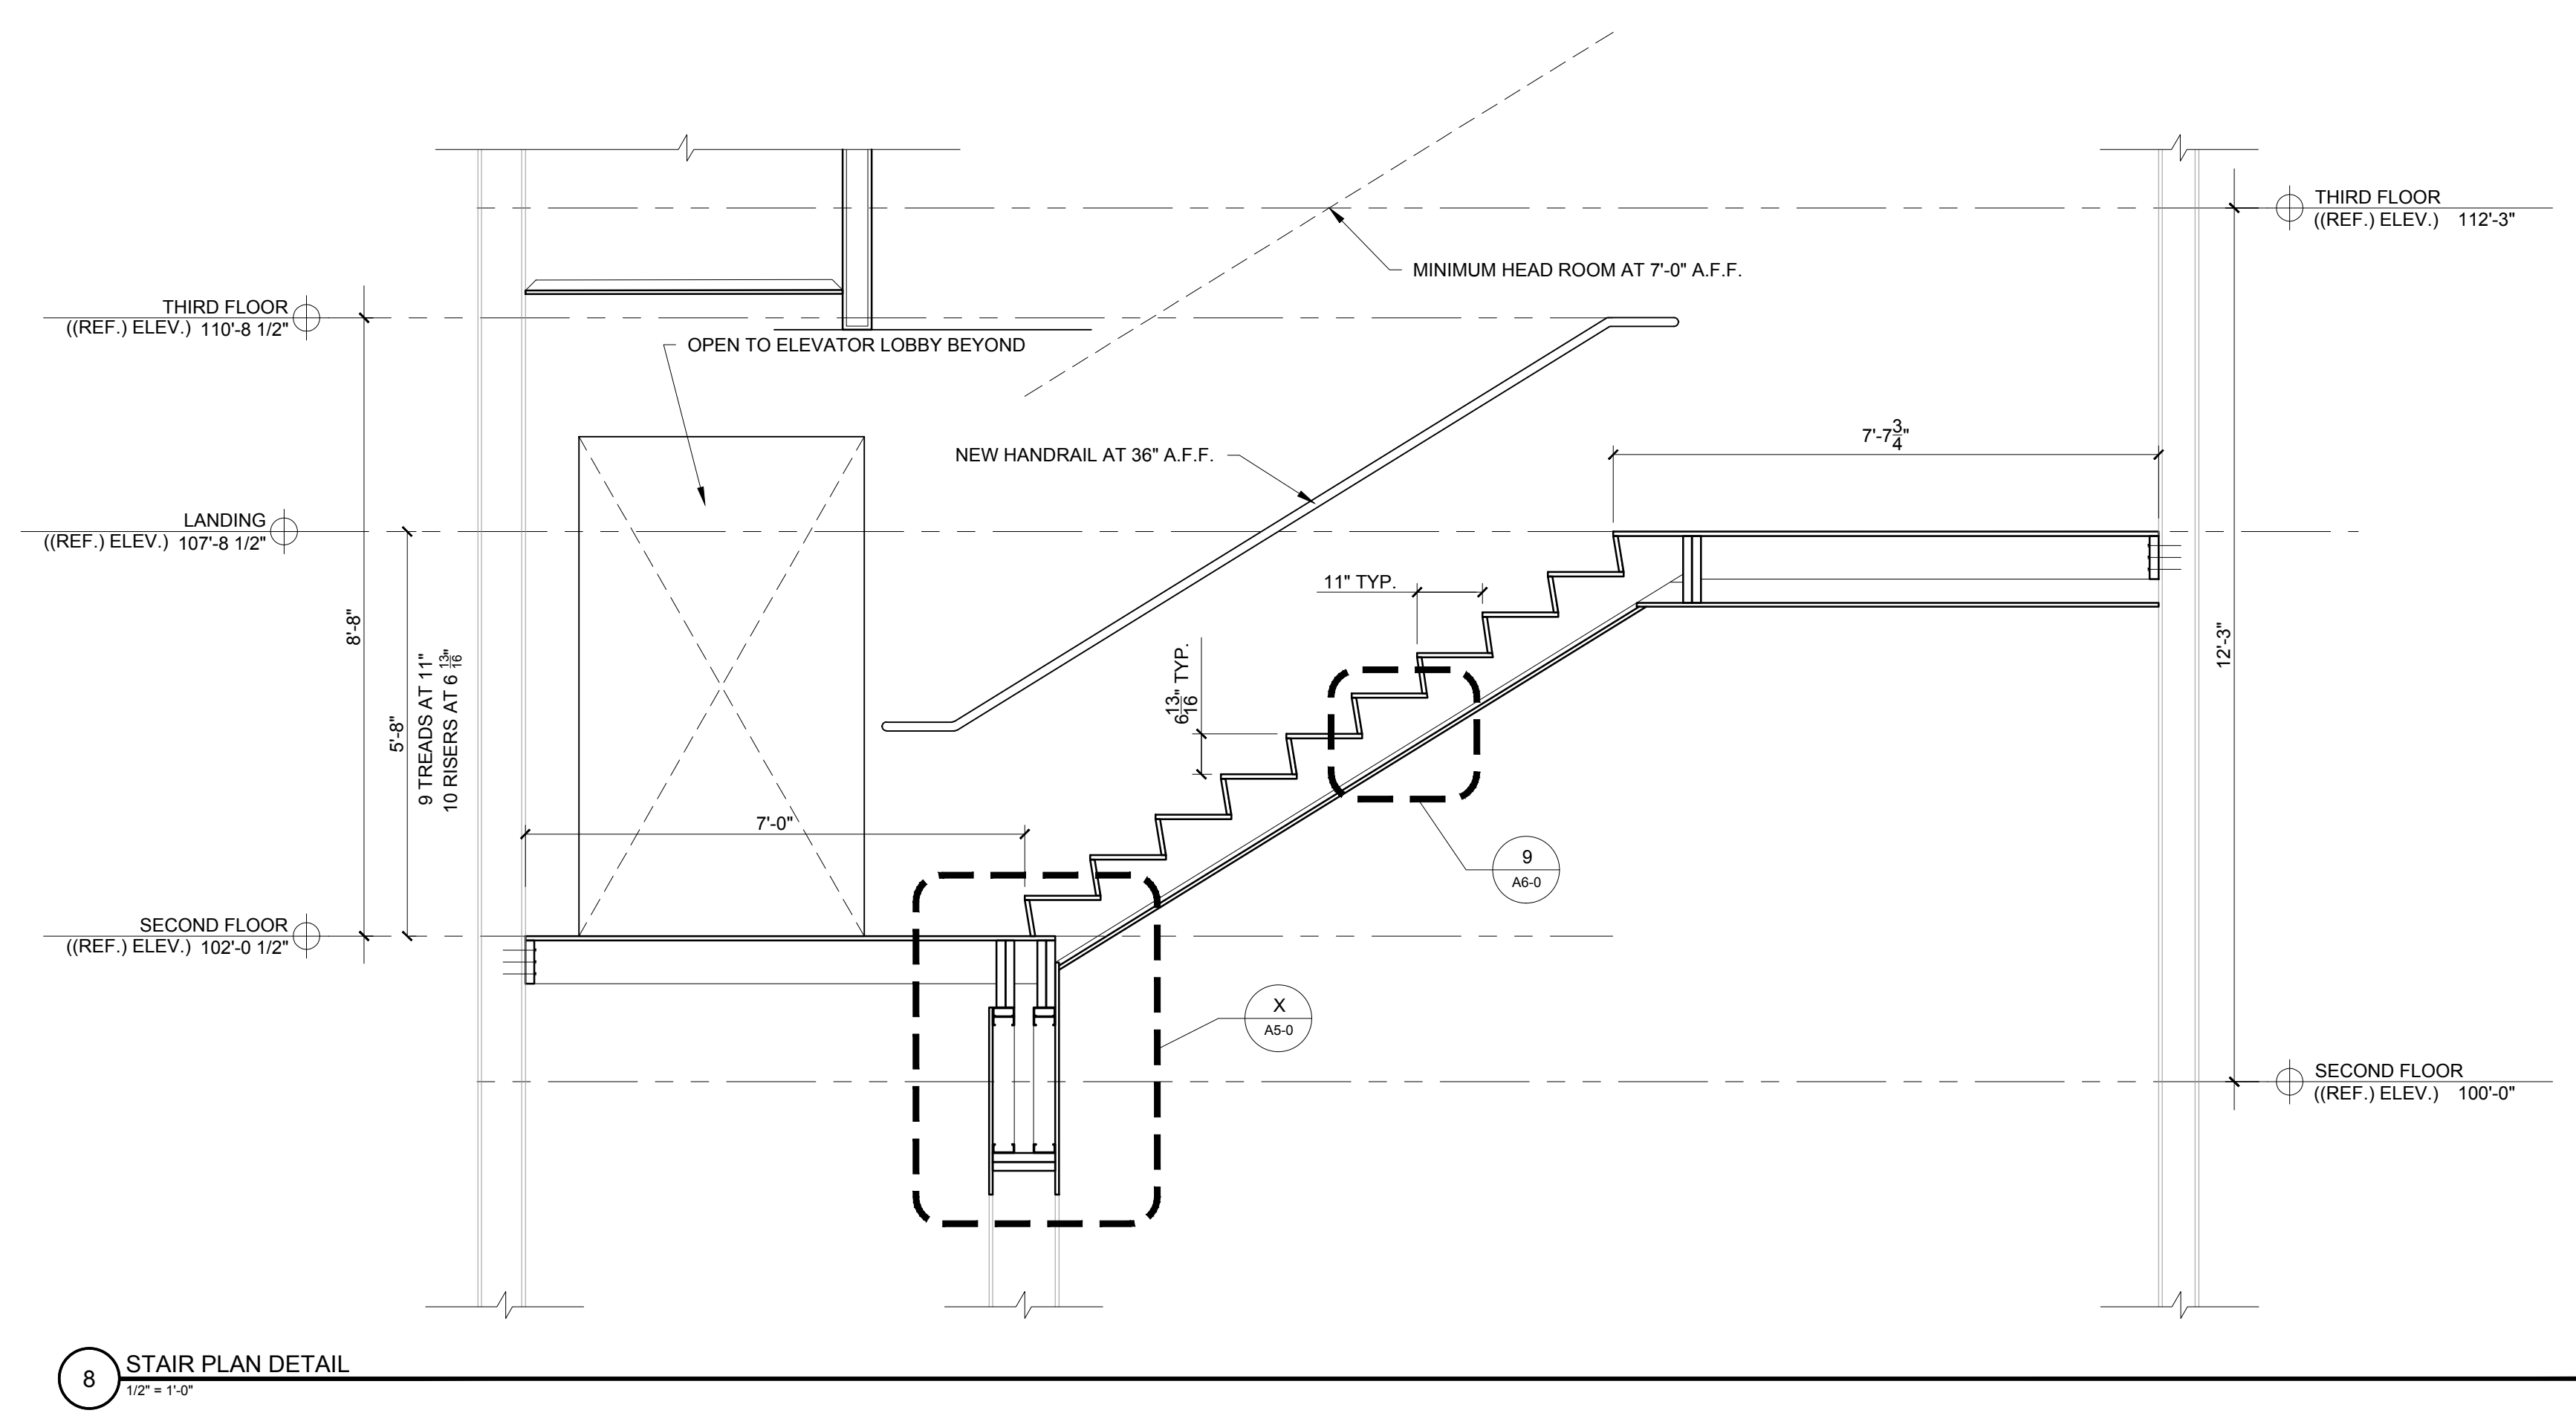 THIRD FLOOR
((REF.) ELEV.) 112'-3"
MINIMUM HEAD ROOM AT 7'-0" A.F.F.
THIRD FLOOR
((REF.) ELEV.) 110'-8 1/2"
OPEN TO ELEVATOR LOBBY BEYOND
NEW HANDRAIL AT 36" A.F.F.
7'-7 3/4"
LANDING
((REF.) ELEV.) 107'-8 1/2"
11" TYP.
6 13/16" TYP.
8'-8"
5'-8"
9 TREADS AT 11"
10 RISERS AT 6 13/16"
12'-3"
7'-0"
9
A6-0
SECOND FLOOR
((REF.) ELEV.) 102'-0 1/2"
X
A5-0
SECOND FLOOR
((REF.) ELEV.) 100'-0"
8
STAIR PLAN DETAIL
1/2" = 1'-0"